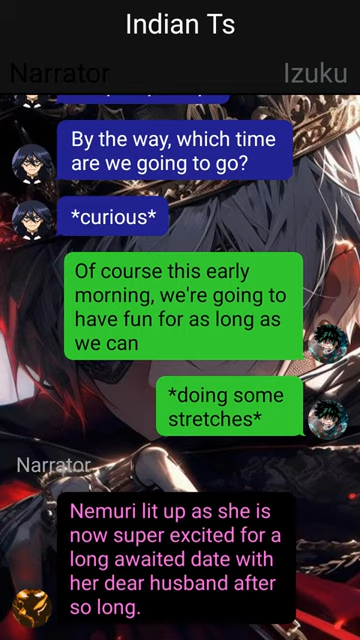 Indian Ts
Narrator
Izuku
By the way, which time
are we going to go?
*curious*
Of course this early
morning, we're going to
have fun for as long as
we can
*doing some
stretches*
Narrator
Nemuri lit up as she is
now super excited for a
long awaited date with
her dear husband after
so long.